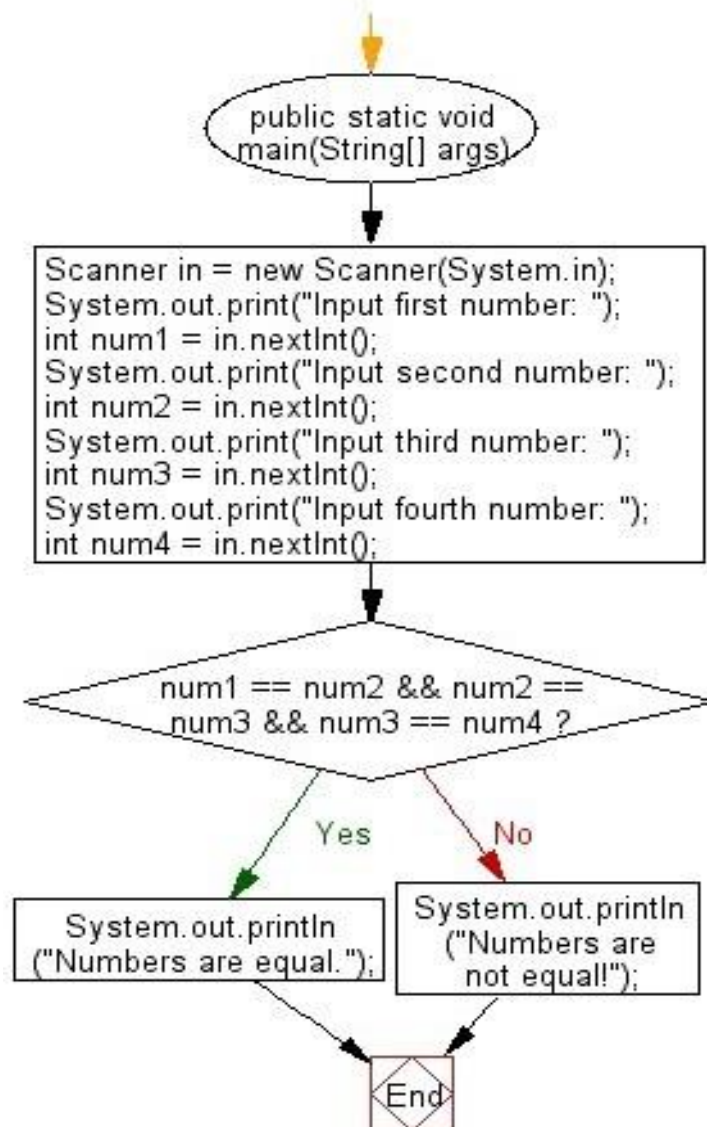 public static void
main(String[] args)
Scanner in = new Scanner(System.in);
System.out.print("Input first number: ");
int num1 = in.nextInt();
System.out.print("Input second number: ");
int num2 = in.nextInt();
System.out.print("Input third number: ");
int num3 = in.nextInt();
System.out.print("Input fourth number: ");
int num4 = in.nextInt();
num1 == num2 && num2 ==
num3 && num3 == num4 ?
Yes
No
System.out.println
("Numbers are equal.");
System.out.println
("Numbers are
not equal!");
End